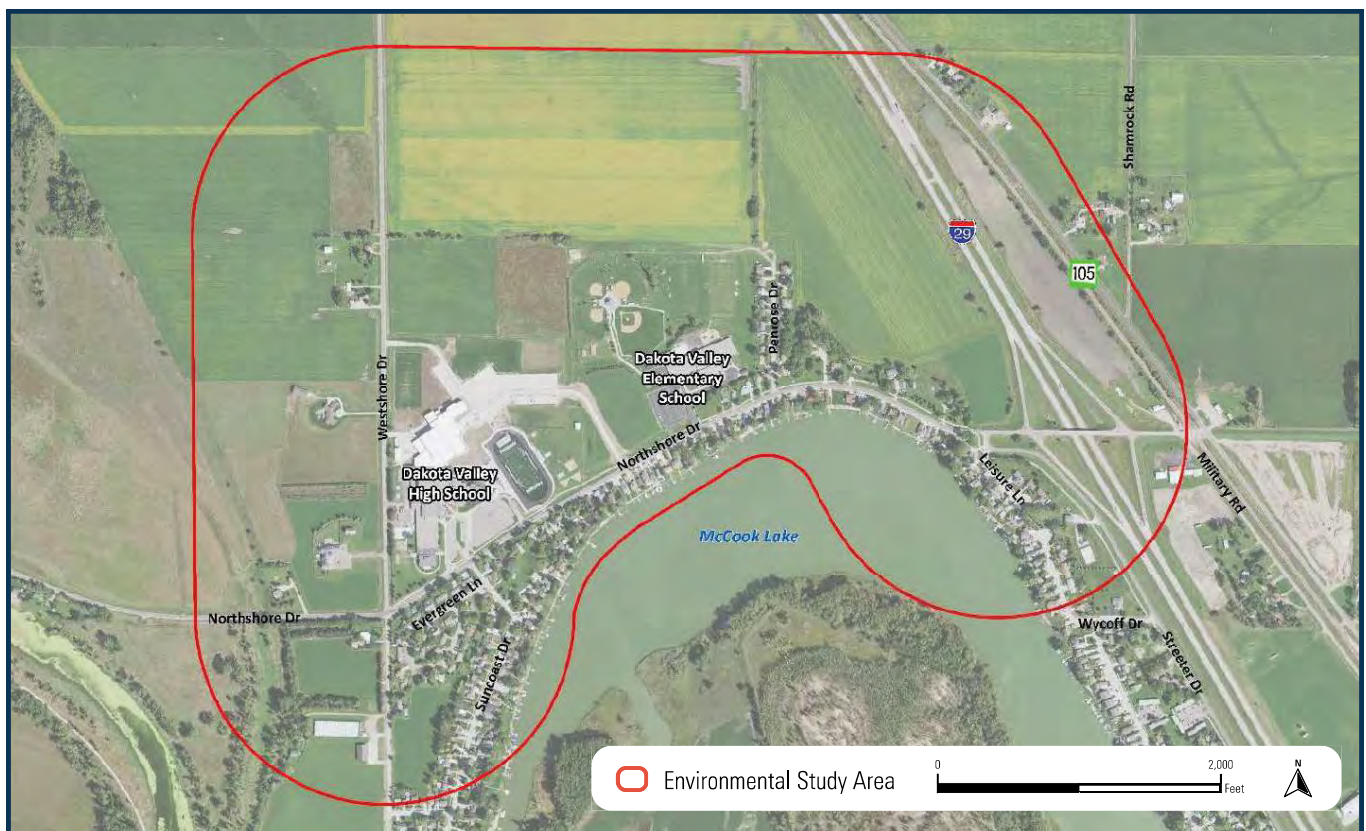 Shamrock Rd
29
105
Penrose Dr
Dakota Valley
Elementary
School
Westshore Dr
Northshore Dr
Dakota Valley
High School
Leisure Ln
Military Rd
McCook Lake
Evergreen Ln
Northshore Dr
Wycoff Dr
Suncoast Dr
Streeter Dr
Environmental Study Area
0
2,000
Feet
N